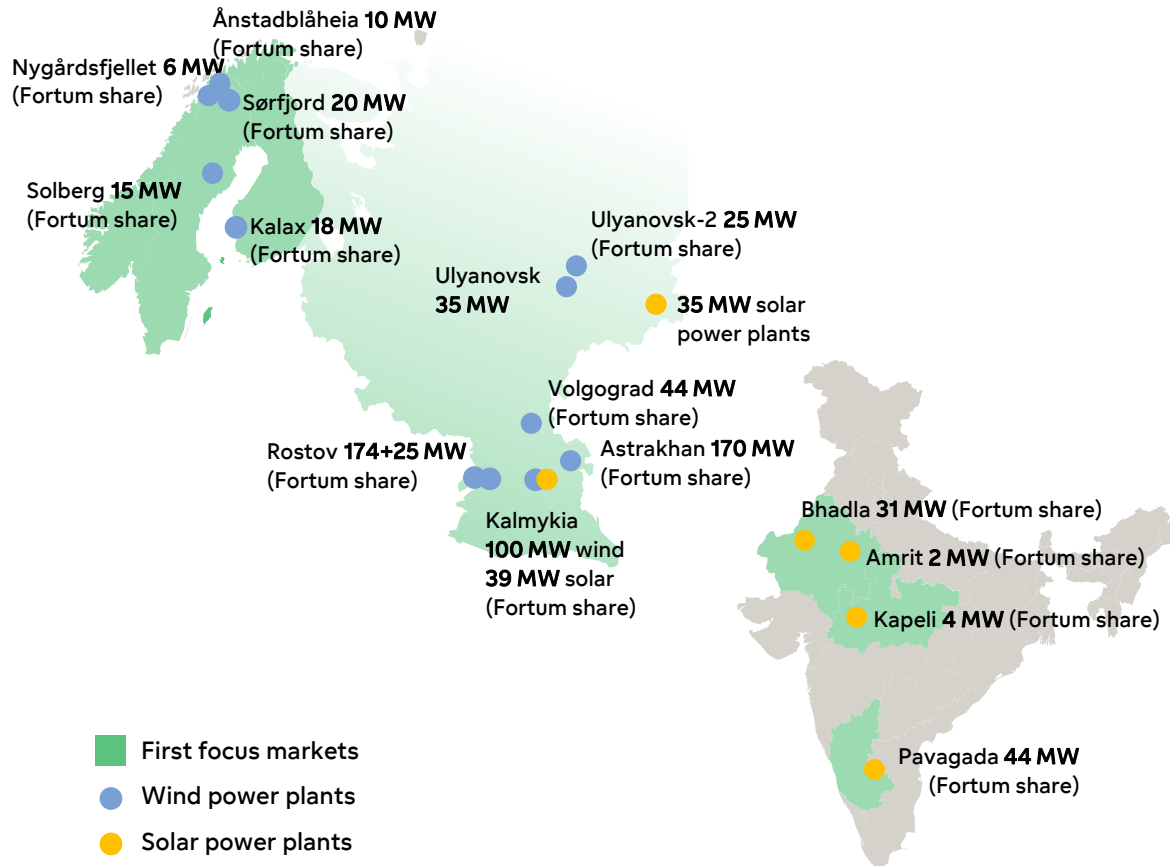 Ånstadblåheia 10 MW
(Fortum share)
Nygårdsfjellet 6 MW
(Fortum share)
Sørfjord 20 MW
(Fortum share)
Solberg 15 MW
(Fortum share)
Kalax 18 MW
(Fortum share)
Ulyanovsk-2 25 MW
(Fortum share)
Ulyanovsk
35 MW
35 MW solar
power plants
Volgograd 44 MW
(Fortum share)
Rostov 174+25 MW
(Fortum share)
Astrakhan 170 MW
(Fortum share)
Kalmykia
100 MW wind
39 MW solar
(Fortum share)
Bhadla 31 MW (Fortum share)
Amrit 2 MW (Fortum share)
Kapeli 4 MW (Fortum share)
Pavagada 44 MW
(Fortum share)
First focus markets
Wind power plants
Solar power plants